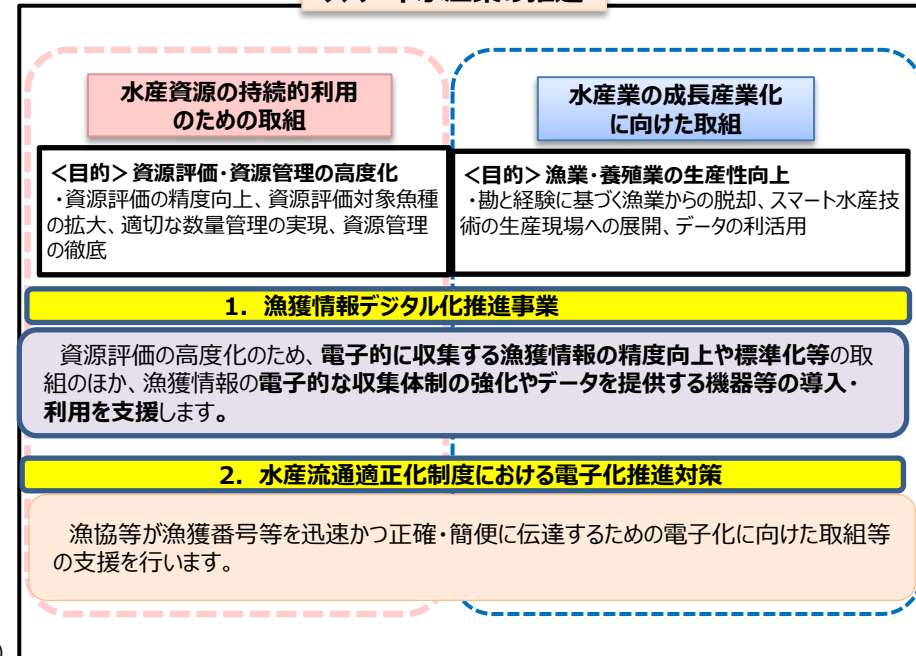 水産資源の持続的利用
のための取組
水産業の成長産業化
に向けた取組
＜目的＞資源評価・資源管理の高度化
・資源評価の精度向上、資源評価対象魚種
の拡大、適切な数量管理の実現、資源管理
の徹底
＜目的＞漁業・養殖業の生産性向上
・勘と経験に基づく漁業からの脱却、スマート水産技
術の生産現場への展開、データの利活用
1．漁獲情報デジタル化推進事業
資源評価の高度化のため、電子的に収集する漁獲情報の精度向上や標準化等の取
組のほか、漁獲情報の電子的な収集体制の強化やデータを提供する機器等の導入・
利用を支援します。
2．水産流通適正化制度における電子化推進対策
漁協等が漁獲番号等を迅速かつ正確・簡便に伝達するための電子化に向けた取組等
の支援を行います。